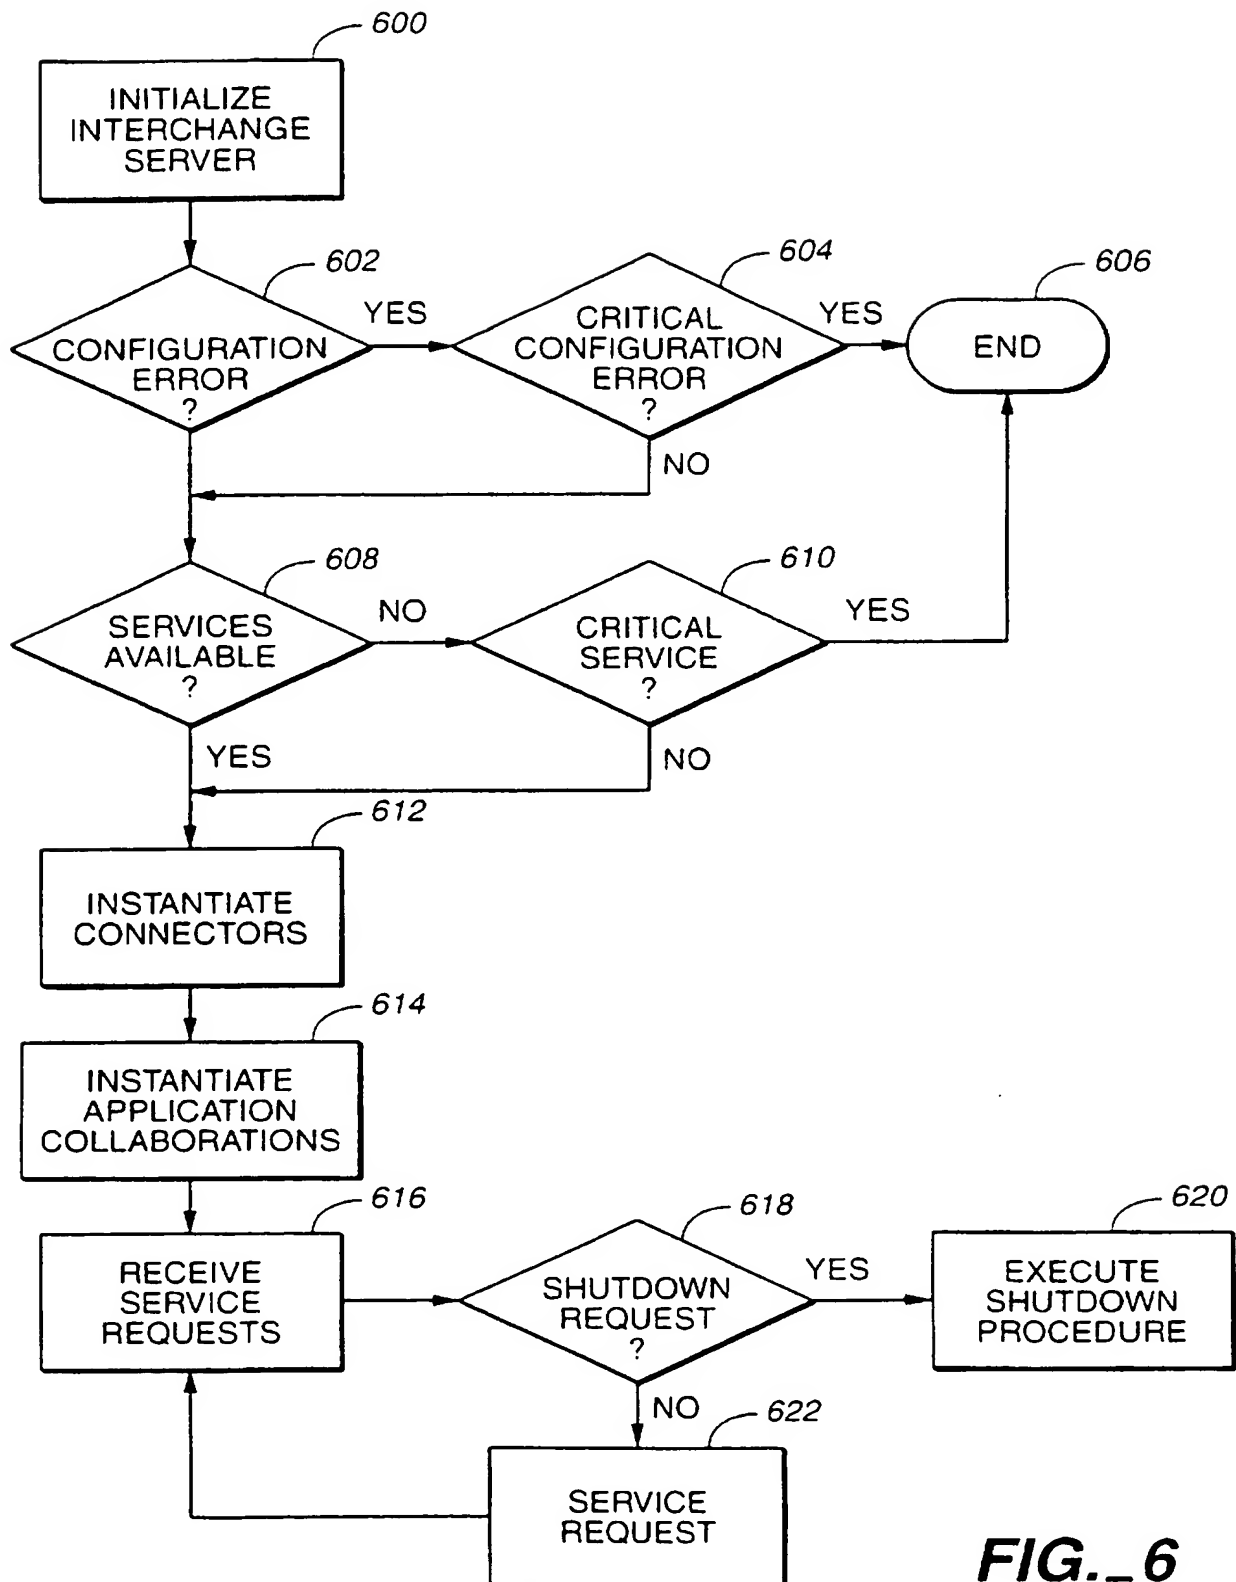 600
INITIALIZE
INTERCHANGE
SERVER
602
CONFIGURATION
ERROR
?
YES
604
CRITICAL
CONFIGURATION
ERROR
?
YES
606
END
NO
608
SERVICES
AVAILABLE
?
NO
610
CRITICAL
SERVICE
?
YES
YES
NO
612
INSTANTIATE
CONNECTORS
614
INSTANTIATE
APPLICATION
COLLABORATIONS
616
RECEIVE
SERVICE
REQUESTS
618
SHUTDOWN
REQUEST
?
YES
620
EXECUTE
SHUTDOWN
PROCEDURE
NO
622
SERVICE
REQUEST
FIG._6